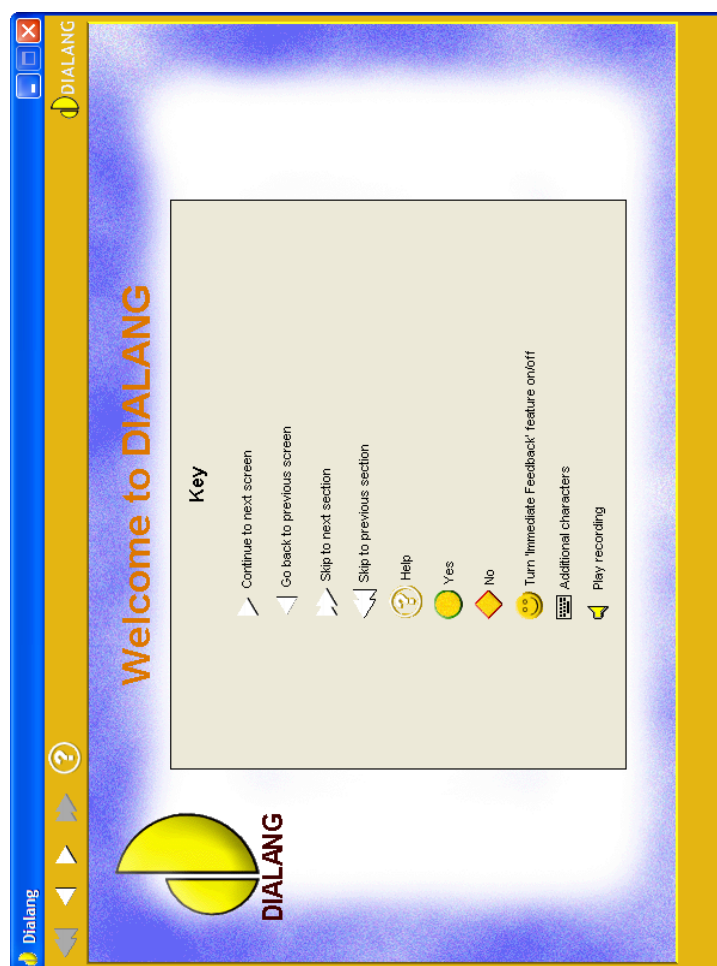 Dialang
DIALANG
Welcome to DIALANG
DIALANG
Key
Continue to next screen
Go back to previous screen
Skip to next section
Skip to previous section
Help
Yes
No
Turn 'Immediate Feedback' feature on/off
Additional characters
Play recording